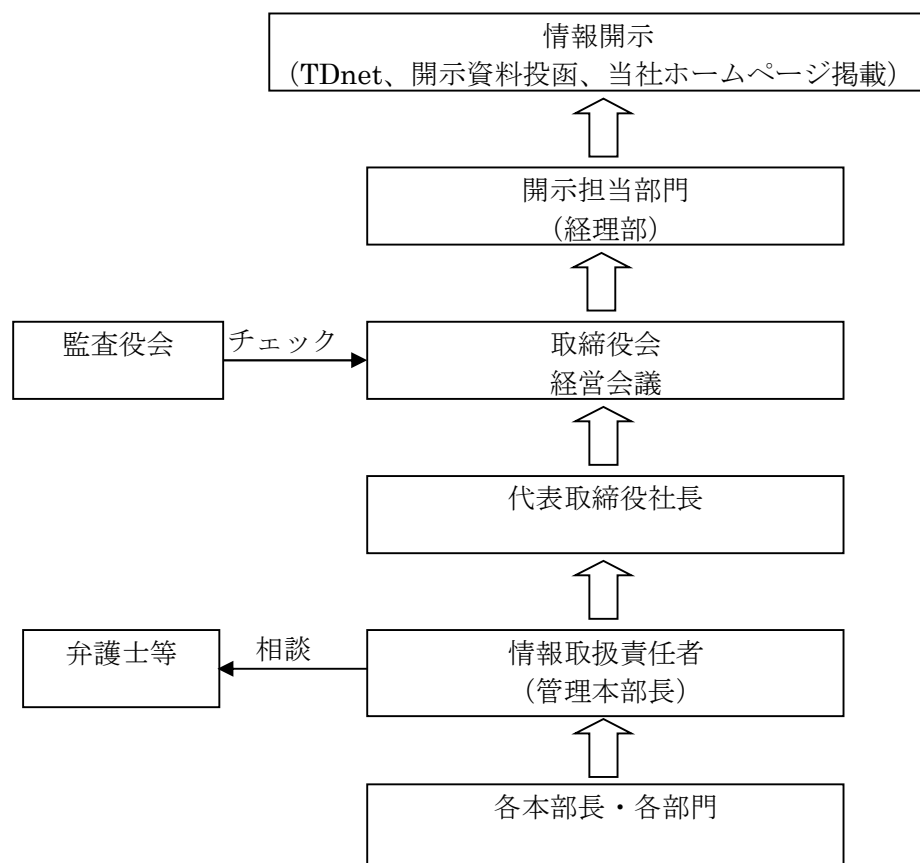 情報開示
（TDnet、開示資料投函、当社ホームページ掲載）
開示担当部門
（経理部）
監査役会
チェック
取締役会
経営会議
代表取締役社長
弁護士等
相談
情報取扱責任者
（管理本部長）
各本部長・各部門